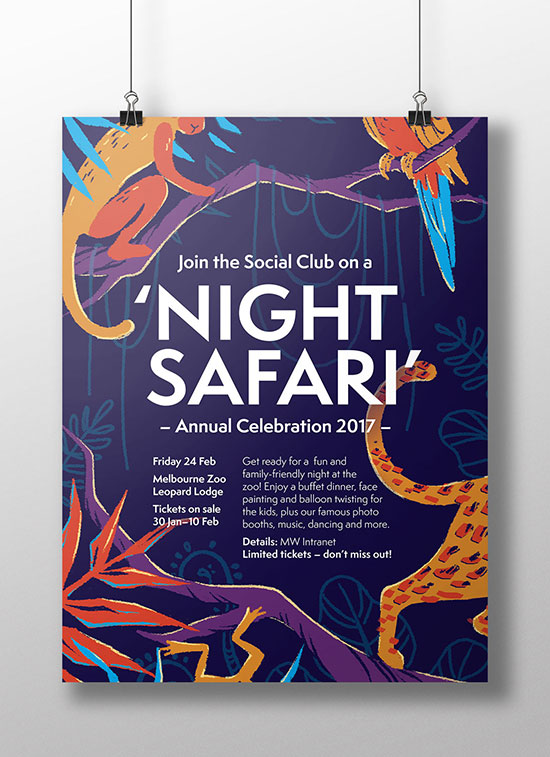 Join the Social Club on a
‘NIGHT
SAFARI’
– Annual Celebration 2017 –
Friday 24 Feb
Melbourne Zoo
Leopard Lodge
Tickets on sale
30 Jan–10 Feb
Get ready for a fun and
family-friendly night at the
zoo! Enjoy a buffet dinner, face
painting and balloon twisting for
the kids, plus our famous photo
booths, music, dancing and more.
Details: MW Intranet
Limited tickets – don’t miss out!